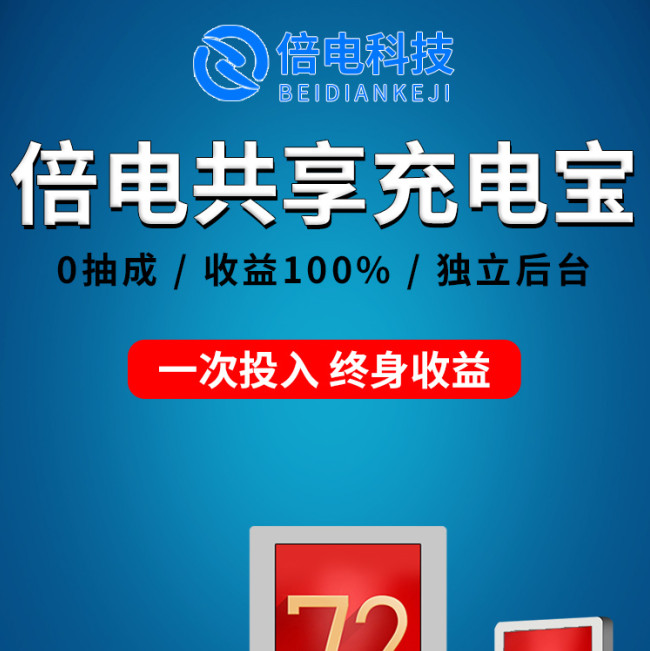 倍电科技
BEIDIANKEJI
倍电共享充电宝
0抽成 / 收益100% / 独立后台
一次投入 终身收益
72